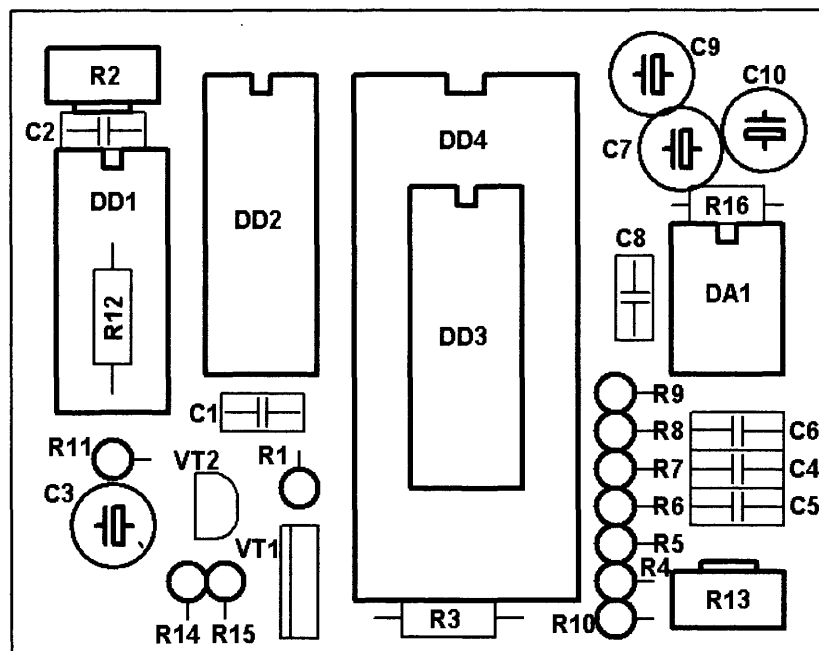 C9
R2
C10
C2
DD4
C7
DD1
R16
DD2
C8
DA1
R12
DD3
R9
C1
R8
C6
R11
VT2
R1
R7
C4
C3
R6
C5
VT1
R5
R4
R13
R14
R15
R3
R10